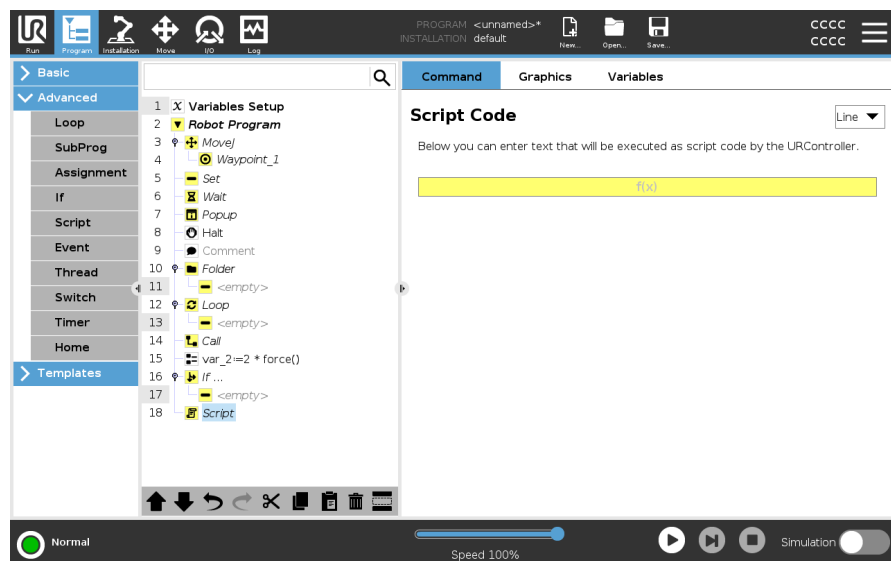 UR
Run
Program
Installation
Move
I/O
Log
PROGRAM <unnamed>*
INSTALLATION default
New...
Open...
Save...
CCCC
CCCC
Basic
Advanced
Loop
SubProg
Assignment
If
Script
Event
Thread
Switch
Timer
Home
Templates
1 X Variables Setup
2 Robot Program
3 MoveJ
4 Waypoint_1
5 Set
6 Wait
7 Popup
8 Halt
9 Comment
10 Folder
11 <empty>
12 Loop
13 <empty>
14 Call
15 var_2≔2 * force()
16 If ...
17 <empty>
18 Script
Command Graphics Variables
Script Code
Line
Below you can enter text that will be executed as script code by the URController.
f(x)
Normal
Speed 100%
Simulation